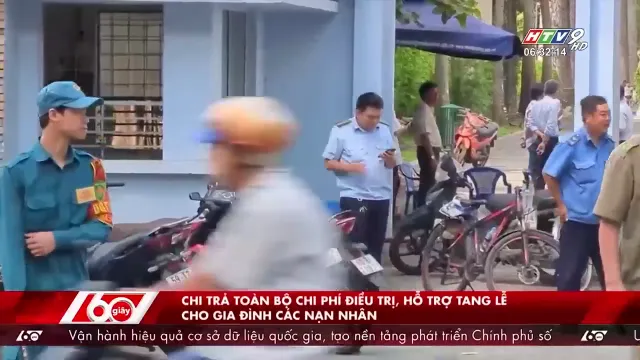 HTV9 HD
06:32:14
60 giây
CHI TRẢ TOÀN BỘ CHI PHÍ ĐIỀU TRỊ, HỖ TRỢ TANG LỄ
CHO GIA ĐÌNH CÁC NẠN NHÂN
60 Vận hành hiệu quả cơ sở dữ liệu quốc gia, tạo nền tảng phát triển Chính phủ số 60